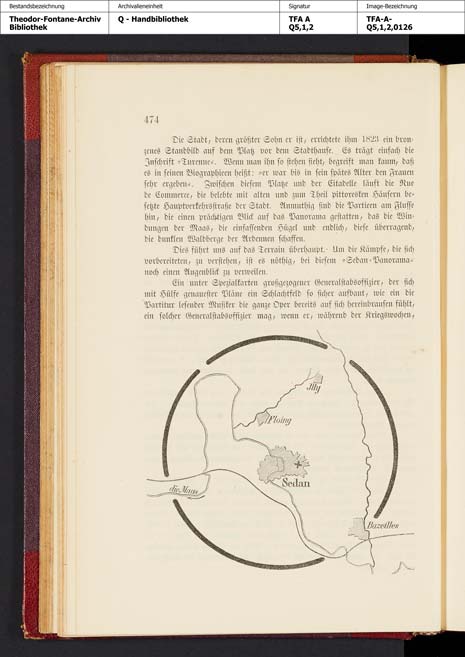 Bestandsbezeichnung
Archivalieneinheit
Signatur
Image-Bezeichnung
Theodor-Fontane-Archiv
Bibliothek
Q - Handbibliothek
TFA A
Q5,1,2
TFA-A-
Q5,1,2,0126
474
Die Stadt, deren größter Sohn er ist, errichtete ihm 1823 ein bron-
zenes Standbild auf dem Platz vor dem Stadthause. Es trägt einfach die
Inschrift »Turenne«. Wenn man ihn so stehen sieht, begreift man kaum, daß
es in seinen Biographieen heißt: »er war bis in sein spätes Alter den Frauen
sehr ergeben«. Zwischen diesem Platze und der Citadelle läuft die Rue
de Commerce, die belebte mit alten und zum Theil pittoresken Häusern be-
setzte Hauptverkehrsstraße der Stadt. Anmuthig sind die Partieen am Flusse
hin, die einen prächtigen Blick auf das Panorama gestatten, das die Win-
dungen der Maas, die einfassenden Hügel und endlich, diese überragend,
die dunklen Waldberge der Ardennen schaffen.
Dies führt uns auf das Terrain überhaupt. Um die Kämpfe, die sich
vorbereiteten, zu verstehen, ist es nöthig, bei diesem »Sedan-Panorama«
noch einen Augenblick zu verweilen.
Ein unter Spezialkarten großgezogener Generalstabsoffizier, der sich
mit Hülfe genauester Pläne ein Schlachtfeld so sicher aufbaut, wie ein die
Partitur lesender Musiker die ganze Oper bereits auf sich hereinbrausen fühlt,
ein solcher Generalstabsoffizier mag, wenn er, während der Kriegswochen,
Jlly
Floing
Sedan
die Maas
Bazeilles